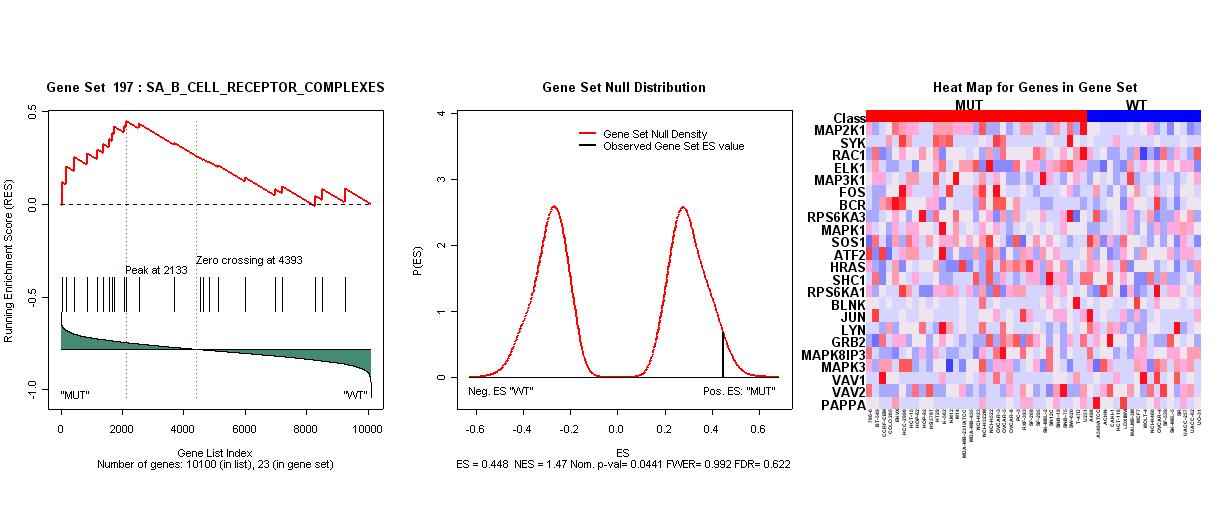 Gene Set 197 : SA_B_CELL_RECEPTOR_COMPLEXES
Running Enrichment Score (RES)
0.5
0.0
-0.5
-1.0
Peak at 2133
Zero crossing at 4393
"MUT"
"WT"
0
2000
4000
6000
8000
10000
Gene List Index
Number of genes: 10100 (in list), 23 (in gene set)
Gene Set Null Distribution
P(ES)
4
3
2
1
0
Gene Set Null Density
Observed Gene Set ES value
Neg. ES "WT"
Pos. ES: "MUT"
-0.6
-0.4
-0.2
0.0
0.2
0.4
0.6
ES
ES = 0.448 NES = 1.47 Nom. p-val= 0.0441 FWER= 0.992 FDR= 0.622
Heat Map for Genes in Gene Set
MUT
WT
Class
MAP2K1
SYK
RAC1
ELK1
MAP3K1
FOS
BCR
RPS6KA3
MAPK1
SOS1
ATF2
HRAS
SHC1
RPS6KA1
BLNK
JUN
LYN
GRB2
MAPK8IP3
MAPK3
VAV1
VAV2
PAPPA